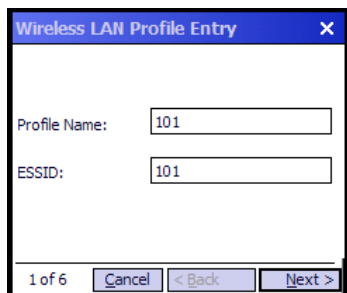 Wireless LAN Profile Entry
Profile Name: 101
ESSID: 101
1 of 6 Cancel < Back Next >